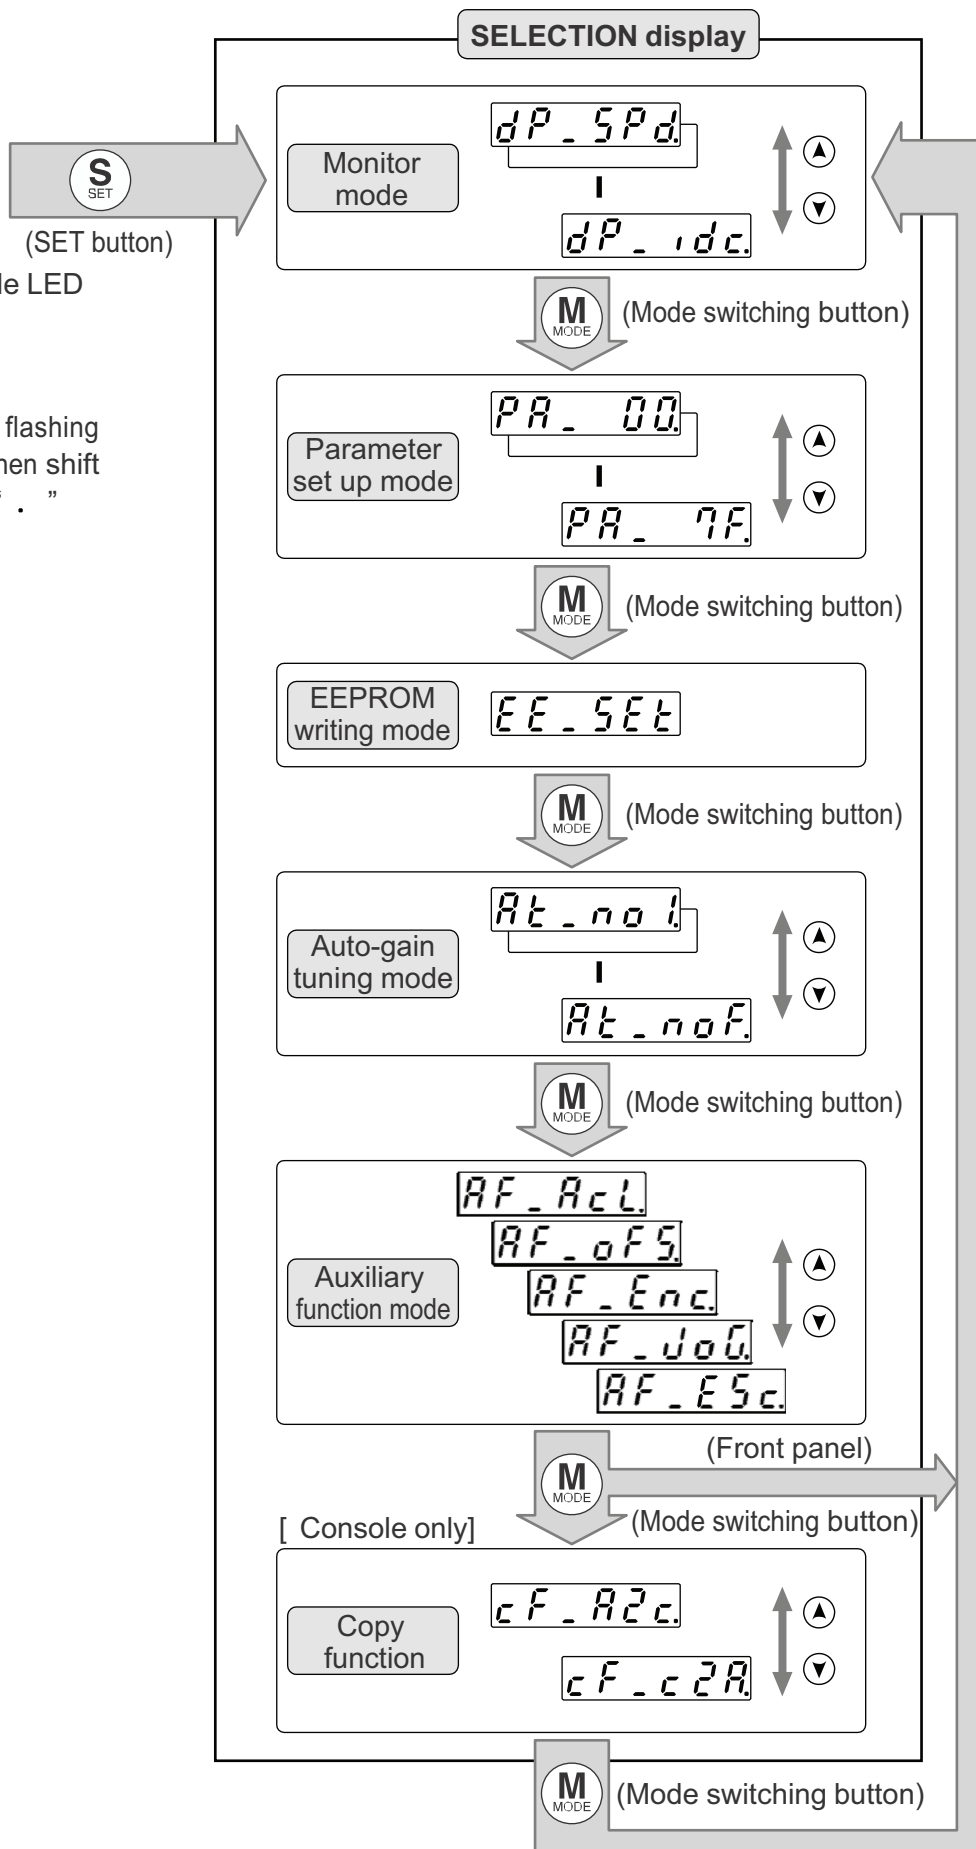 SELECTION display
dP_SPd.
Monitor
mode
S
SET
(SET button)
dP_ idc.
le LED
M
MODE
(Mode switching button)
PA_ 00.
flashing
Parameter
set up mode
hen shift
“ . ”
PA_ 7F.
M
MODE
(Mode switching button)
EEPROM
writing mode
EE_SEt
M
MODE
(Mode switching button)
At_no1.
Auto-gain
tuning mode
At_noF.
M
MODE
(Mode switching button)
AF_AcL.
AF_oFS.
Auxiliary
function mode
AF_Enc.
AF_JoG.
AF_ESc.
(Front panel)
M
MODE
(Mode switching button)
[ Console only]
cF_A2c.
Copy
function
cF_c2A.
M
MODE
(Mode switching button)